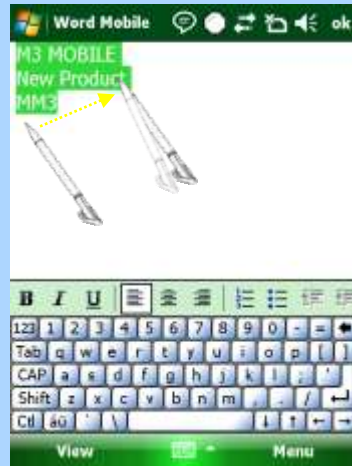 Word Mobile ok
M3 MOBILE
New Product
MM3
B I U
123 1 2 3 4 5 6 7 8 9 0 - =
Tab q w e r t y u i o p [ ]
CAP a s d f g h j k l ; '
Shift z x c v b n m , . /
Ctl áü ` \
View Menu